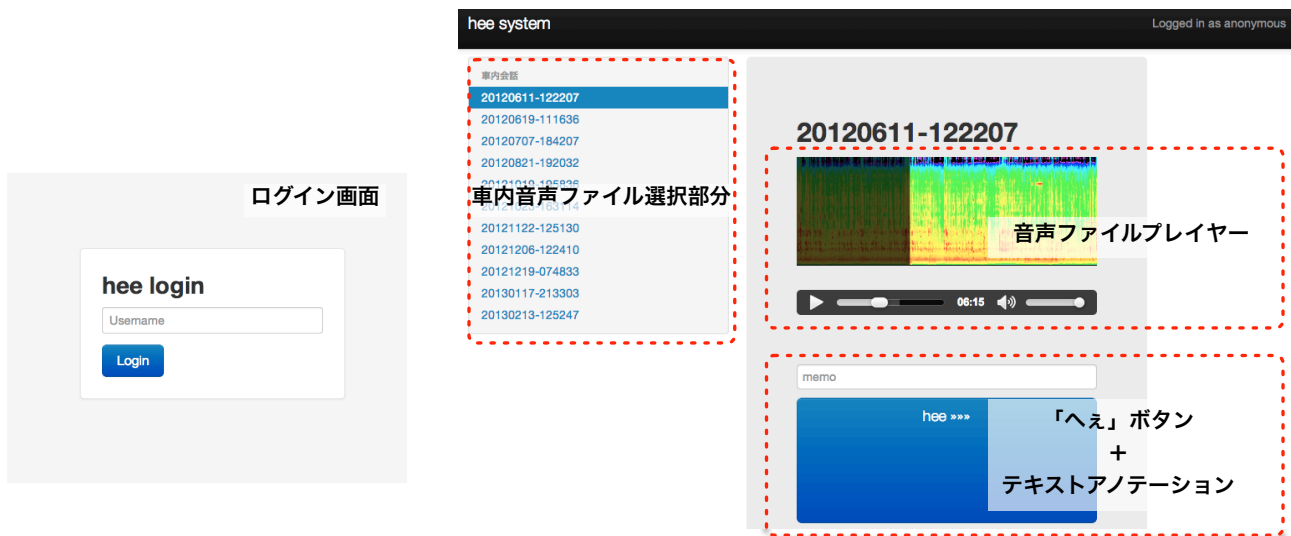 ログイン画面
hee login
Username
Login
hee system
Logged in as anonymous
車内会話
20120611-122207
20120619-111636
20120707-184207
20120821-192032
車内音声ファイル選択部分
20121122-125130
20121206-122410
20121219-074833
20130117-213303
20130213-125247
20120611-122207
音声ファイルプレイヤー
06:15
memo
hee »»»
「へぇ」ボタン
+
テキストアノテーション